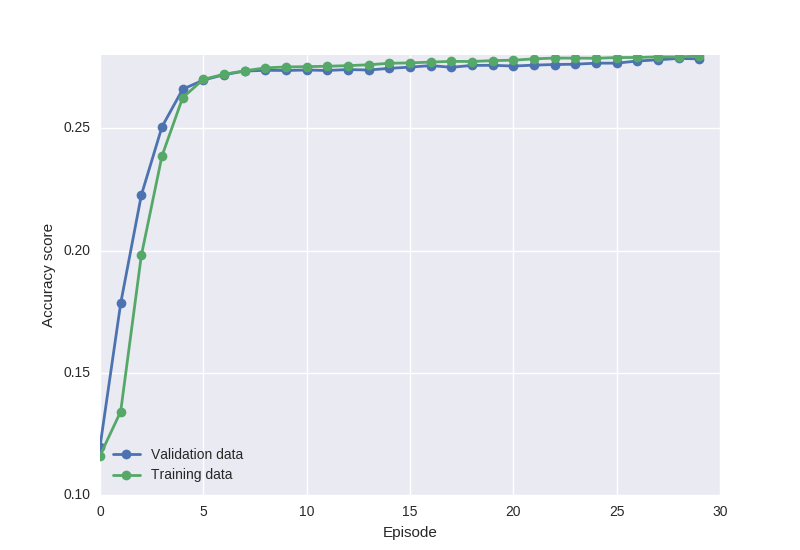 0.25
0.20
0.15
0.10
Accuracy score
Validation data
Training data
0 5 10 15 20 25 30
Episode